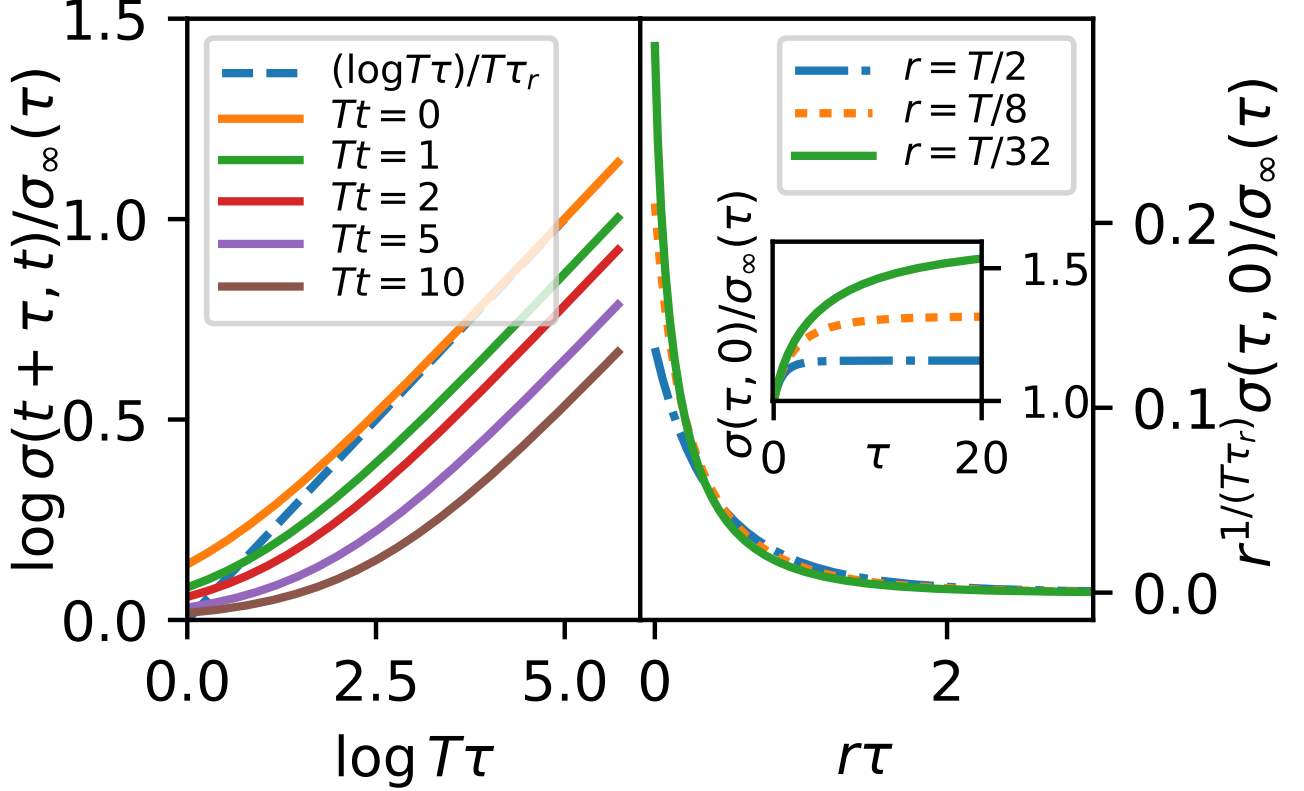 log σ(t + τ, t)/σ∞(τ)
1.5
1.0
0.5
0.0
(logTτ)/Tτr
Tt = 0
Tt = 1
Tt = 2
Tt = 5
Tt = 10
0.0
2.5
5.0
log Tτ
r = T/2
r = T/8
r = T/32
σ(τ, 0)/σ∞(τ)
1.5
1.0
0
20
τ
0.2
0.1
0.0
r^1/(Tτr) σ(τ, 0)/σ∞(τ)
0
2
rτ